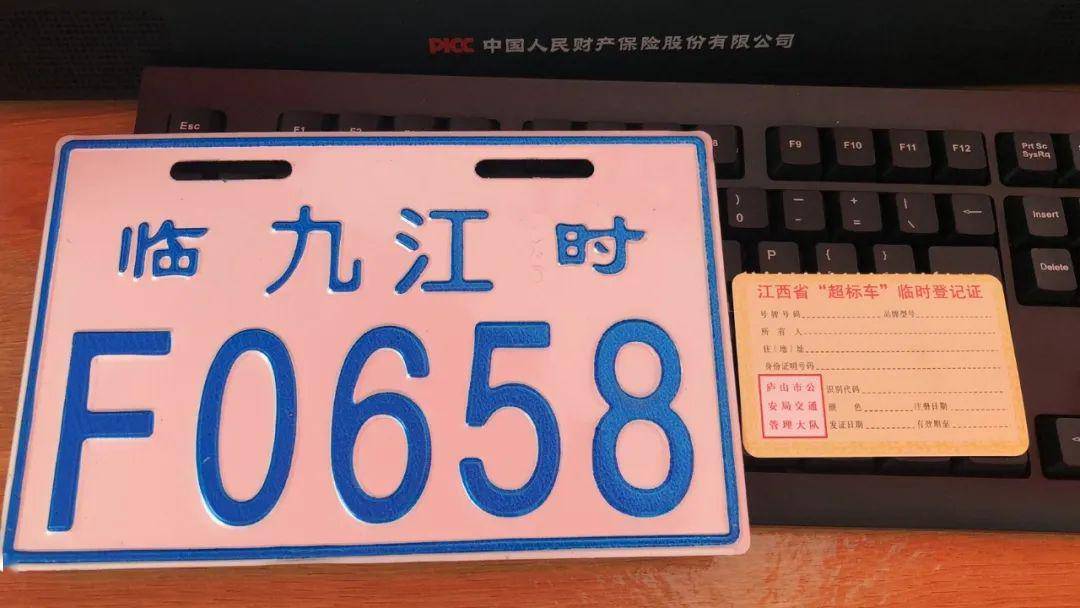 PICC 中国人民财产保险股份有限公司
Esc F1 F2 F9 F10 F11 F12 Prt Sc SysRq
Insert
Delete
P
临 九 江 时
F0658
江西省“超标车”临时登记证
号牌号码 品牌型号
所有人
住(地)址
身份证明号码
庐山市公安局交通管理大队
识别代码
颜色 注册日期
发证日期 有效期至